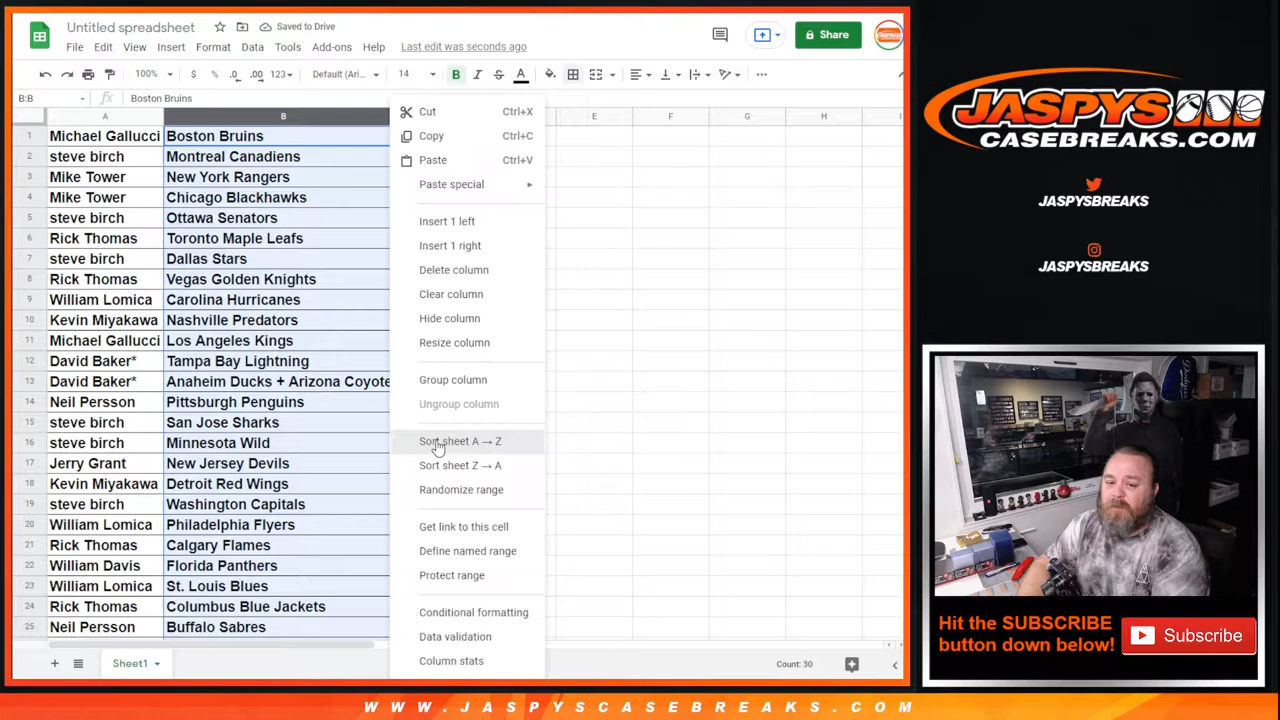 Untitled spreadsheet Saved to Drive
File Edit View Insert Format Data Tools Add-ons Help Last edit was seconds ago Share
100% $ % .0 .00 123 Default (Ari... 14 B I S A
B:B fx Boston Bruins
A B E F G H
1 Michael Gallucci Boston Bruins
2 steve birch Montreal Canadiens
3 Mike Tower New York Rangers
4 Mike Tower Chicago Blackhawks
5 steve birch Ottawa Senators
6 Rick Thomas Toronto Maple Leafs
7 steve birch Dallas Stars
8 Rick Thomas Vegas Golden Knights
9 William Lomica Carolina Hurricanes
10 Kevin Miyakawa Nashville Predators
11 Michael Gallucci Los Angeles Kings
12 David Baker* Tampa Bay Lightning
13 David Baker* Anaheim Ducks + Arizona Coyote
14 Neil Persson Pittsburgh Penguins
15 steve birch San Jose Sharks
16 steve birch Minnesota Wild
17 Jerry Grant New Jersey Devils
18 Kevin Miyakawa Detroit Red Wings
19 steve birch Washington Capitals
20 William Lomica Philadelphia Flyers
21 Rick Thomas Calgary Flames
22 William Davis Florida Panthers
23 William Lomica St. Louis Blues
24 Rick Thomas Columbus Blue Jackets
25 Neil Persson Buffalo Sabres
Cut Ctrl+X
Copy Ctrl+C
Paste Ctrl+V
Paste special
Insert 1 left
Insert 1 right
Delete column
Clear column
Hide column
Resize column
Group column
Ungroup column
Sort sheet A → Z
Sort sheet Z → A
Randomize range
Get link to this cell
Define named range
Protect range
Conditional formatting
Data validation
Column stats
Sheet1 Count: 30
JASPYS
CASEBREAKS.COM
JASPYSBREAKS
JASPYSBREAKS
Hit the SUBSCRIBE
button down below!
Subscribe
WWW.JASPYSCASEBREAKS.COM